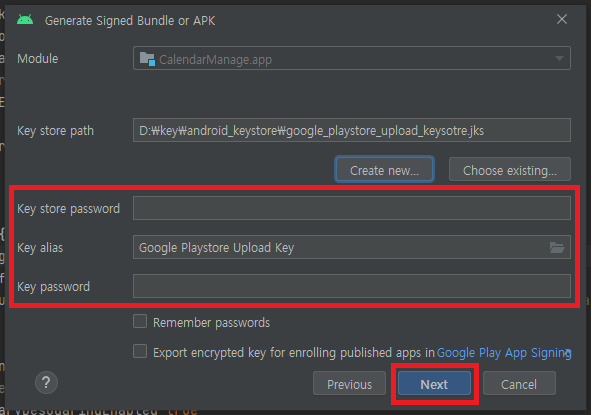 Generate Signed Bundle or APK
Module
CalendarManage.app
Key store path
D:₩key₩android_keystore₩google_playstore_upload_keysotre.jks
Create new...
Choose existing...
Key store password
Key alias
Google Playstore Upload Key
Key password
Remember passwords
Export encrypted key for enrolling published apps in Google Play App Signing
?
Previous
Next
Cancel